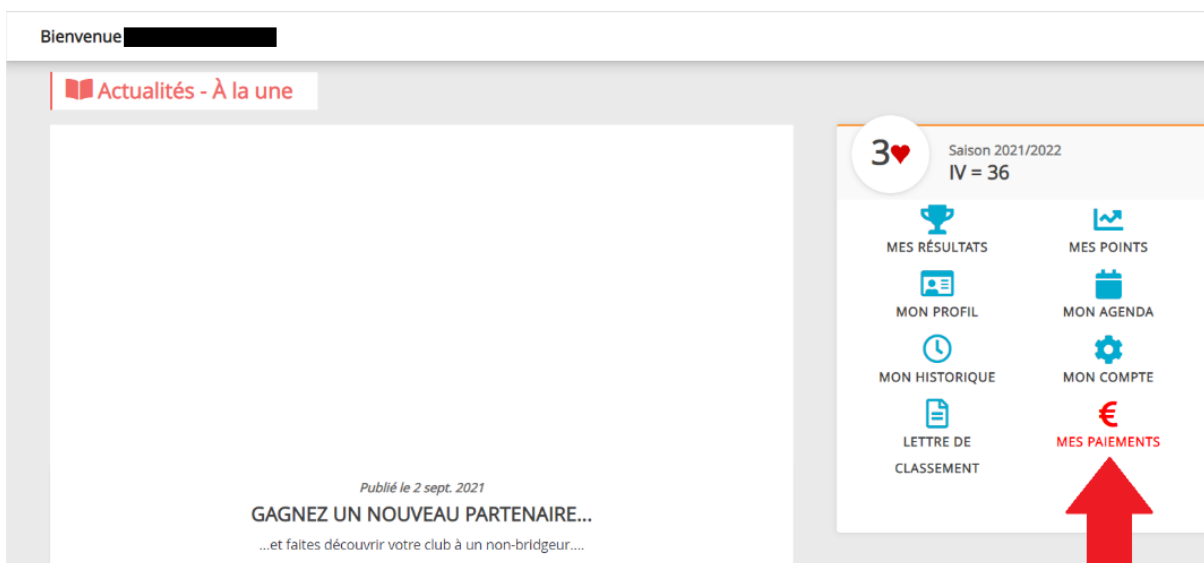 Bienvenue
Actualités - À la une
3♥
Saison 2021/2022
IV = 36
MES RÉSULTATS
MES POINTS
MON PROFIL
MON AGENDA
MON HISTORIQUE
MON COMPTE
LETTRE DE
CLASSEMENT
€
MES PAIEMENTS
Publié le 2 sept. 2021
GAGNEZ UN NOUVEAU PARTENAIRE...
...et faites découvrir votre club à un non-bridgeur....